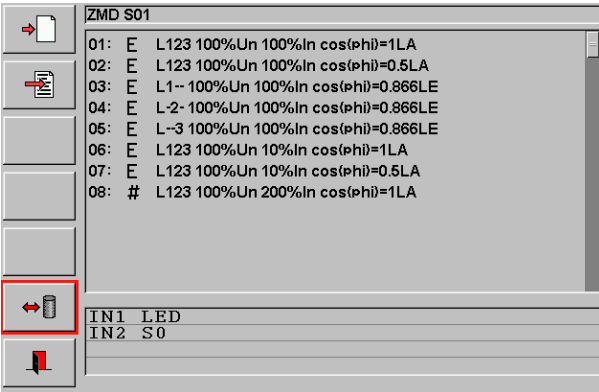 ZMD S01
01: E L123 100%Un 100%In cos(phi)=1LA
02: E L123 100%Un 100%In cos(phi)=0.5LA
03: E L1-- 100%Un 100%In cos(phi)=0.866LE
04: E L-2- 100%Un 100%In cos(phi)=0.866LE
05: E L--3 100%Un 100%In cos(phi)=0.866LE
06: E L123 100%Un 10%In cos(phi)=1LA
07: E L123 100%Un 10%In cos(phi)=0.5LA
08: # L123 100%Un 200%In cos(phi)=1LA
IN1 LED
IN2 S0